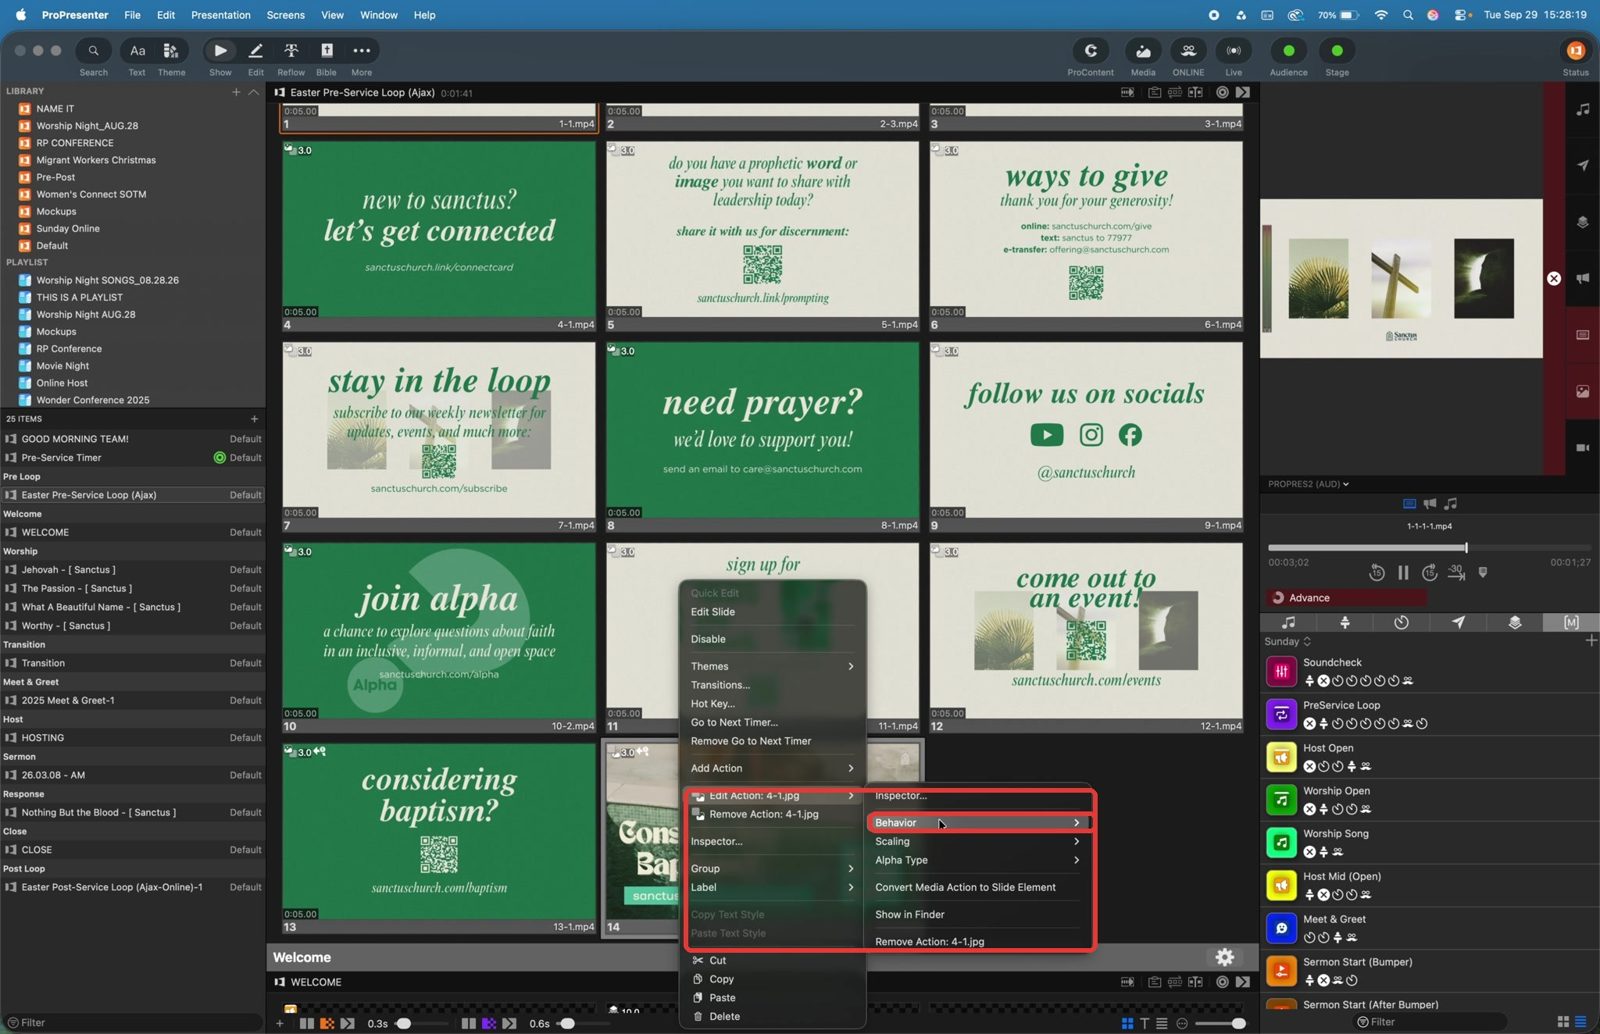 ProPresenter File Edit Presentation Screens View Window Help 70% Tue Sep 29 15:28:19
Search Text Theme Show Edit Reflow Bible More ProContent Media ONLINE Live Audience Stage Status
Aa
LIBRARY
NAME IT
Worship Night_AUG.28
RP CONFERENCE
Migrant Workers Christmas
Pre-Post
Women's Connect SOTM
Mockups
Sunday Online
Default
PLAYLIST
Worship Night SONGS_08.28.26
THIS IS A PLAYLIST
Worship Night AUG.28
Mockups
RP Conference
Movie Night
Online Host
Wonder Conference 2025
25 ITEMS
GOOD MORNING TEAM! Default
Pre-Service Timer Default
Pre Loop
Easter Pre-Service Loop (Ajax) Default
Welcome
WELCOME Default
Worship
Jehovah - [ Sanctus ] Default
The Passion - [ Sanctus ] Default
What A Beautiful Name - [ Sanctus ] Default
Worthy - [ Sanctus ] Default
Transition
Transition Default
Meet & Greet
2025 Meet & Greet-1 Default
Host
HOSTING Default
Sermon
26.03.08 - AM Default
Response
Nothing But the Blood - [ Sanctus ] Default
Close
CLOSE Default
Post Loop
Easter Post-Service Loop (Ajax-Online)-1 Default
Filter
Easter Pre-Service Loop (Ajax) 0:01:41
0:05.00
1 1-1.mp4
0:05.00
2 2-3.mp4
0:05.00
3 3-1.mp4
3.0
new to sanctus?
let's get connected
sanctuschurch.link/connectcard
0:05.00
4 4-1.mp4
3.0
do you have a prophetic word or
image you want to share with
leadership today?
share it with us for discernment:
sanctuschurch.link/prompting
0:05.00
5 5-1.mp4
3.0
ways to give
thank you for your generosity!
online: sanctuschurch.com/give
text: sanctus to 77977
e-transfer: offering@sanctuschurch.com
0:05.00
6 6-1.mp4
3.0
stay in the loop
subscribe to our weekly newsletter for
updates, events, and much more:
sanctuschurch.com/subscribe
0:05.00
7 7-1.mp4
3.0
need prayer?
we'd love to support you!
send an email to care@sanctuschurch.com
0:05.00
8 8-1.mp4
3.0
follow us on socials
@sanctuschurch
0:05.00
9 9-1.mp4
3.0
join alpha
a chance to explore questions about faith
in an inclusive, informal, and open space
sanctuschurch.com/alpha
Alpha
0:05.00
10 10-2.mp4
3.0
sign up for
11 11-1.mp4
3.0
come out to
an event!
sanctuschurch.com/events
0:05.00
12 12-1.mp4
3.0
considering
baptism?
sanctuschurch.com/baptism
0:05.00
13 13-1.mp4
3.0
Cons
Bap
sanctus
14
Quick Edit
Edit Slide
Disable
Themes
Transitions...
Hot Key...
Go to Next Timer...
Remove Go to Next Timer
Add Action
Edit Action: 4-1.jpg
Remove Action: 4-1.jpg
Inspector...
Group
Label
Copy Text Style
Paste Text Style
Cut
Copy
Paste
Delete
Inspector...
Behavior
Scaling
Alpha Type
Convert Media Action to Slide Element
Show in Finder
Remove Action: 4-1.jpg
Welcome
WELCOME
10.0
0.3s 0.6s
Sanctus
CHURCH
PROPRES2 (AUD)
1-1-1-1.mp4
00:03;02 00:01;27
15 15 -30
Advance
[M]
Sunday
Soundcheck
PreService Loop
Host Open
Worship Open
Worship Song
Host Mid (Open)
Meet & Greet
Sermon Start (Bumper)
Sermon Start (After Bumper)
Filter